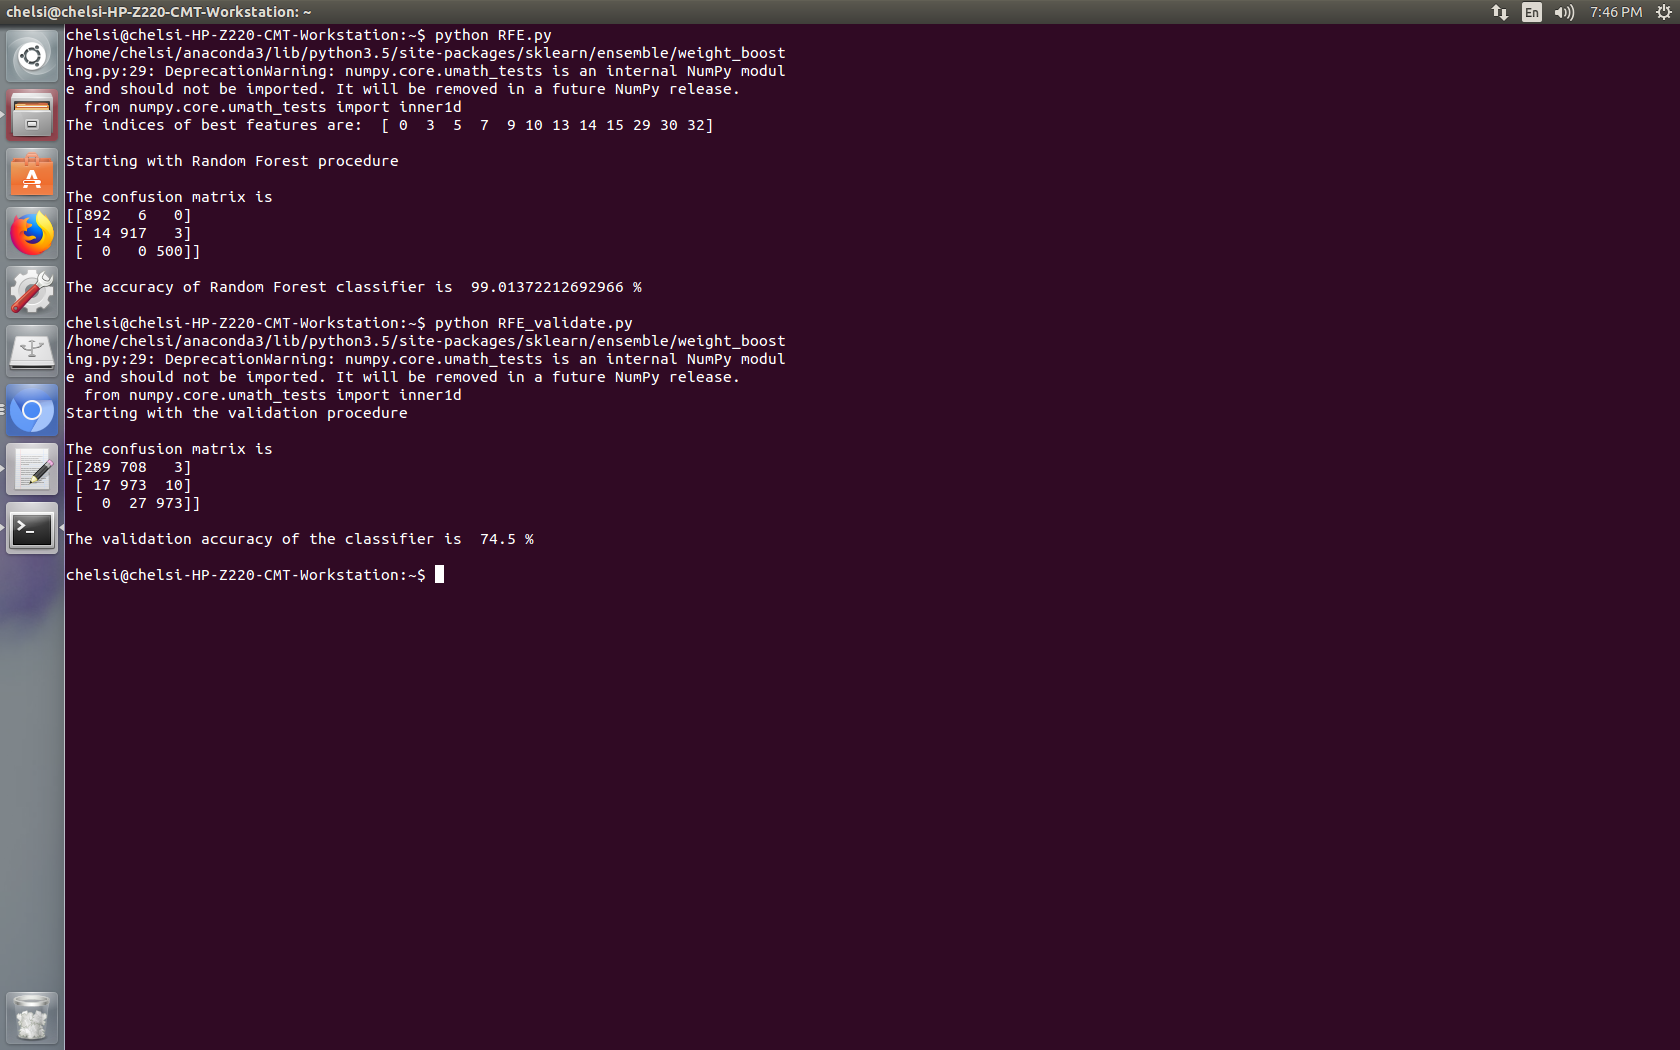 chelsi@chelsi-HP-Z220-CMT-Workstation: ~
En
7:46 PM
chelsi@chelsi-HP-Z220-CMT-Workstation:~$ python RFE.py
/home/chelsi/anaconda3/lib/python3.5/site-packages/sklearn/ensemble/weight_boost
ing.py:29: DeprecationWarning: numpy.core.umath_tests is an internal NumPy modul
e and should not be imported. It will be removed in a future NumPy release.
  from numpy.core.umath_tests import inner1d
The indices of best features are:  [ 0  3  5  7  9 10 13 14 15 29 30 32]
Starting with Random Forest procedure
The confusion matrix is
[[892   6   0]
 [ 14 917   3]
 [  0   0 500]]
The accuracy of Random Forest classifier is  99.01372212692966 %
chelsi@chelsi-HP-Z220-CMT-Workstation:~$ python RFE_validate.py
/home/chelsi/anaconda3/lib/python3.5/site-packages/sklearn/ensemble/weight_boost
ing.py:29: DeprecationWarning: numpy.core.umath_tests is an internal NumPy modul
e and should not be imported. It will be removed in a future NumPy release.
  from numpy.core.umath_tests import inner1d
Starting with the validation procedure
The confusion matrix is
[[289 708   3]
 [ 17 973  10]
 [  0  27 973]]
The validation accuracy of the classifier is  74.5 %
chelsi@chelsi-HP-Z220-CMT-Workstation:~$